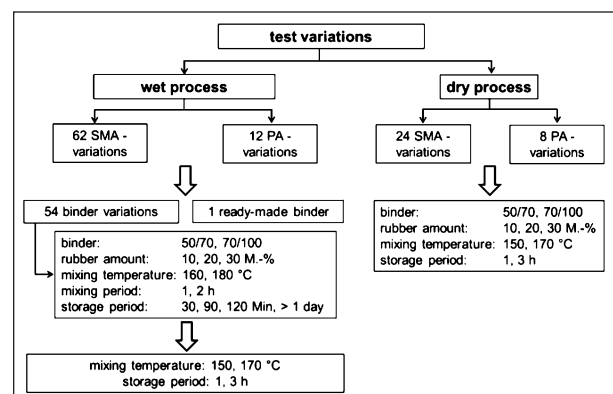 test variations
wet process
dry process
62 SMA -
variations
12 PA -
variations
24 SMA -
variations
8 PA -
variations
54 binder variations
1 ready-made binder
binder: 50/70, 70/100
rubber amount: 10, 20, 30 M.-%
mixing temperature: 160, 180 °C
mixing period: 1, 2 h
storage period: 30, 90, 120 Min, > 1 day
binder: 50/70, 70/100
rubber amount: 10, 20, 30 M.-%
mixing temperature: 150, 170 °C
storage period: 1, 3 h
mixing temperature: 150, 170 °C
storage period: 1, 3 h